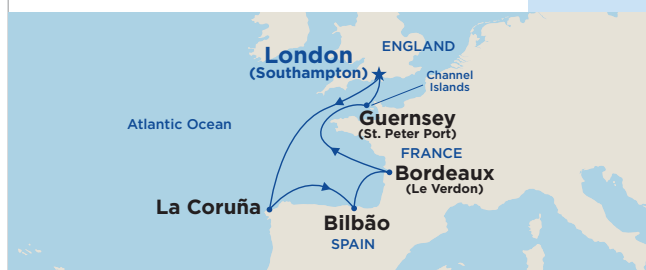 ENGLAND
London
(Southampton)
Channel
Islands
Atlantic Ocean
Guernsey
(St. Peter Port)
FRANCE
Bordeaux
(Le Verdon)
La Coruña
Bilbão
SPAIN